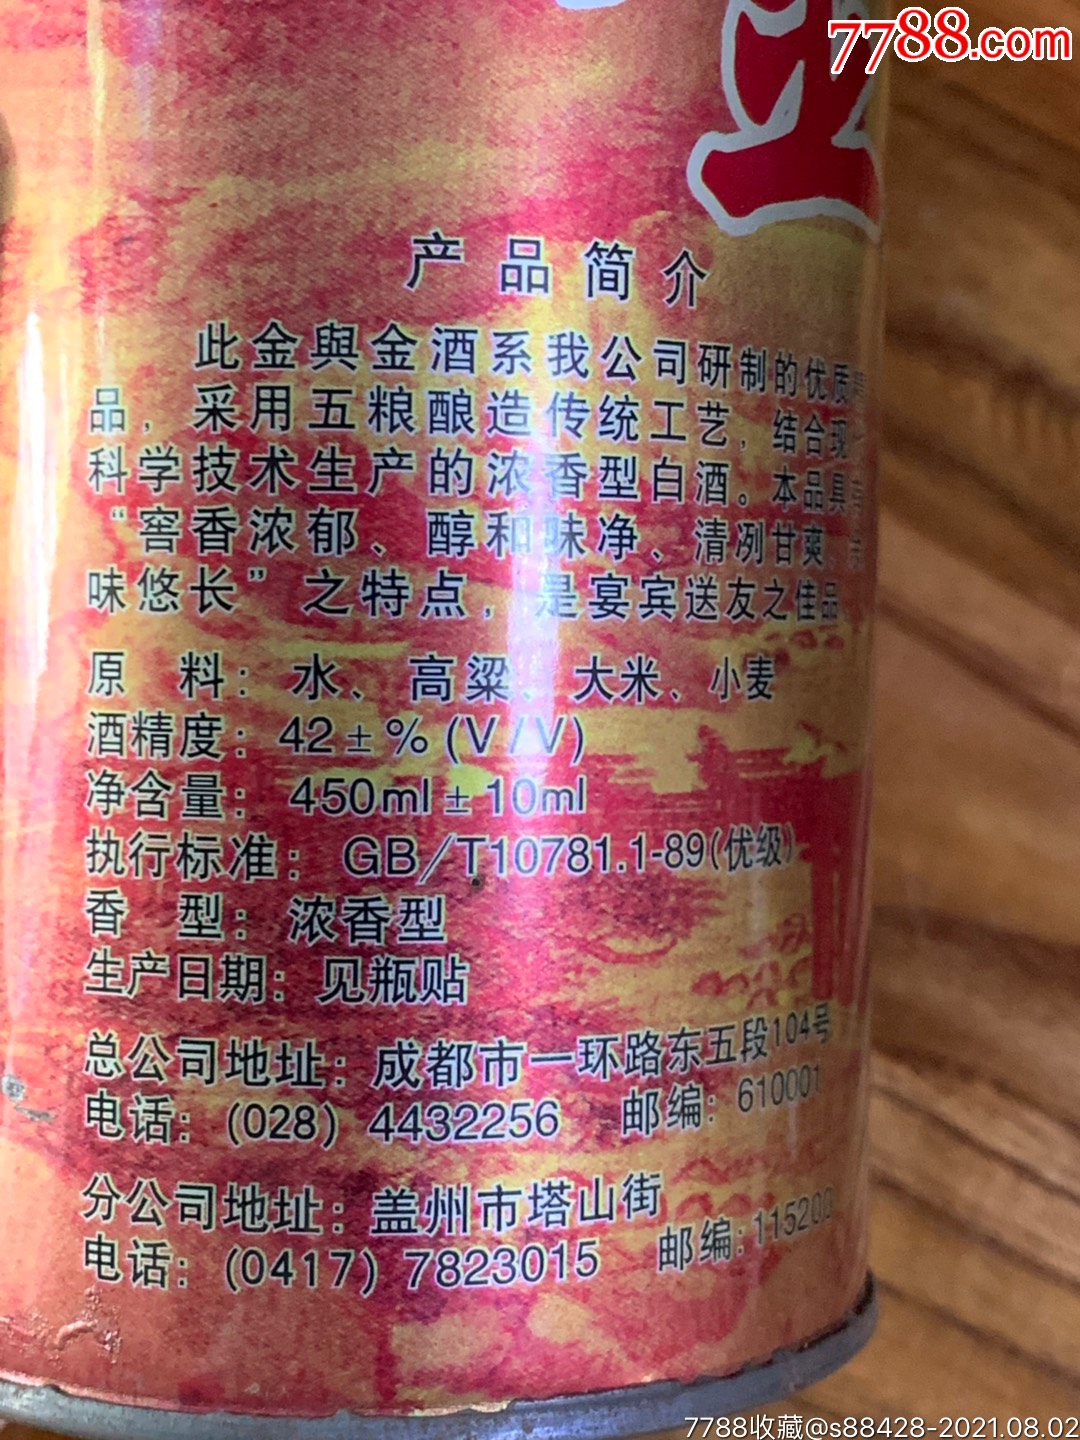 7788.com
产品简介
此金與金酒系我公司研制的优质
品，采用五粮酿造传统工艺，结合现
科学技术生产的浓香型白酒。本品具
“窖香浓郁、醇和味净、清冽甘爽、
味悠长”之特点，是宴宾送友之佳品
原 料：水、高粱、大米、小麦
酒精度：42±%(V/V)
净含量：450ml±10ml
执行标准：GB/T10781.1-89(优级)
香 型：浓香型
生产日期：见瓶贴
总公司地址：成都市一环路东五段104号
电话：(028) 4432256 邮编：610001
分公司地址：盖州市塔山街
电话：(0417) 7823015 邮编：115200
7788收藏@s88428-2021.08.02